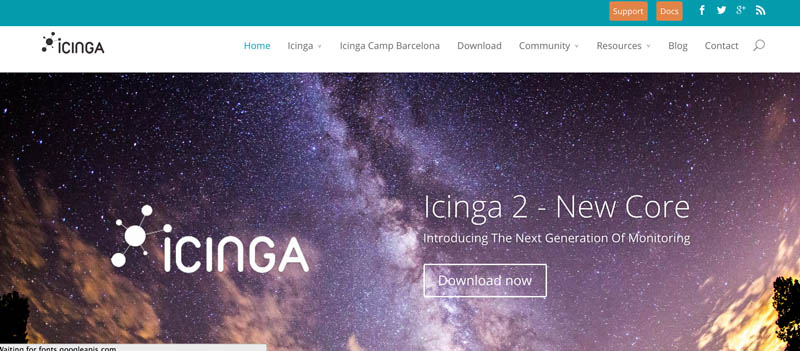 Support Docs
ICINGA
Home Icinga Icinga Camp Barcelona Download Community Resources Blog Contact
Icinga 2 - New Core
Introducing The Next Generation Of Monitoring
ICINGA
Download now
Waiting for fonts.googleapis.com